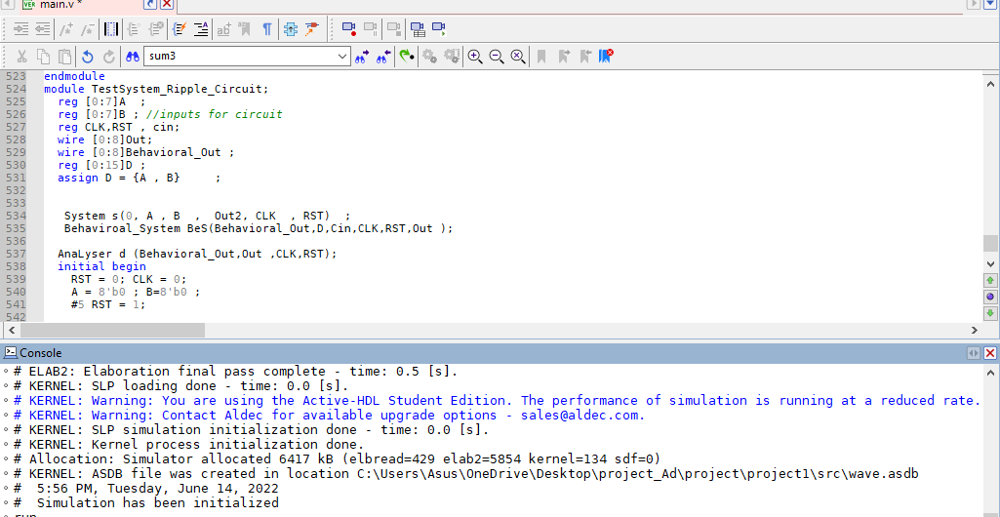 main.v *
sum3
523 endmodule
524 module TestSystem_Ripple_Circuit;
525 reg [0:7]A ;
526 reg [0:7]B ; //inputs for circuit
527 reg CLK,RST , cin;
528 wire [0:8]Out;
529 wire [0:8]Behavioral_Out ;
530 reg [0:15]D ;
531 assign D = {A , B} ;
532
533
534 System s(0, A , B , Out2, CLK , RST) ;
535 Behaviroal_System BeS(Behavioral_Out,D,Cin,CLK,RST,Out );
536
537 AnaLyser d (Behavioral_Out,Out ,CLK,RST);
538 initial begin
539 RST = 0; CLK = 0;
540 A = 8'b0 ; B=8'b0 ;
541 #5 RST = 1;
542
Console
# ELAB2: Elaboration final pass complete - time: 0.5 [s].
# KERNEL: SLP loading done - time: 0.0 [s].
# KERNEL: Warning: You are using the Active-HDL Student Edition. The performance of simulation is running at a reduced rate.
# KERNEL: Warning: Contact Aldec for available upgrade options - sales@aldec.com.
# KERNEL: SLP simulation initialization done - time: 0.0 [s].
# KERNEL: Kernel process initialization done.
# Allocation: Simulator allocated 6417 kB (elbread=429 elab2=5854 kernel=134 sdf=0)
# KERNEL: ASDB file was created in location C:\Users\Asus\OneDrive\Desktop\project_Ad\project\project1\src\wave.asdb
# 5:56 PM, Tuesday, June 14, 2022
# Simulation has been initialized